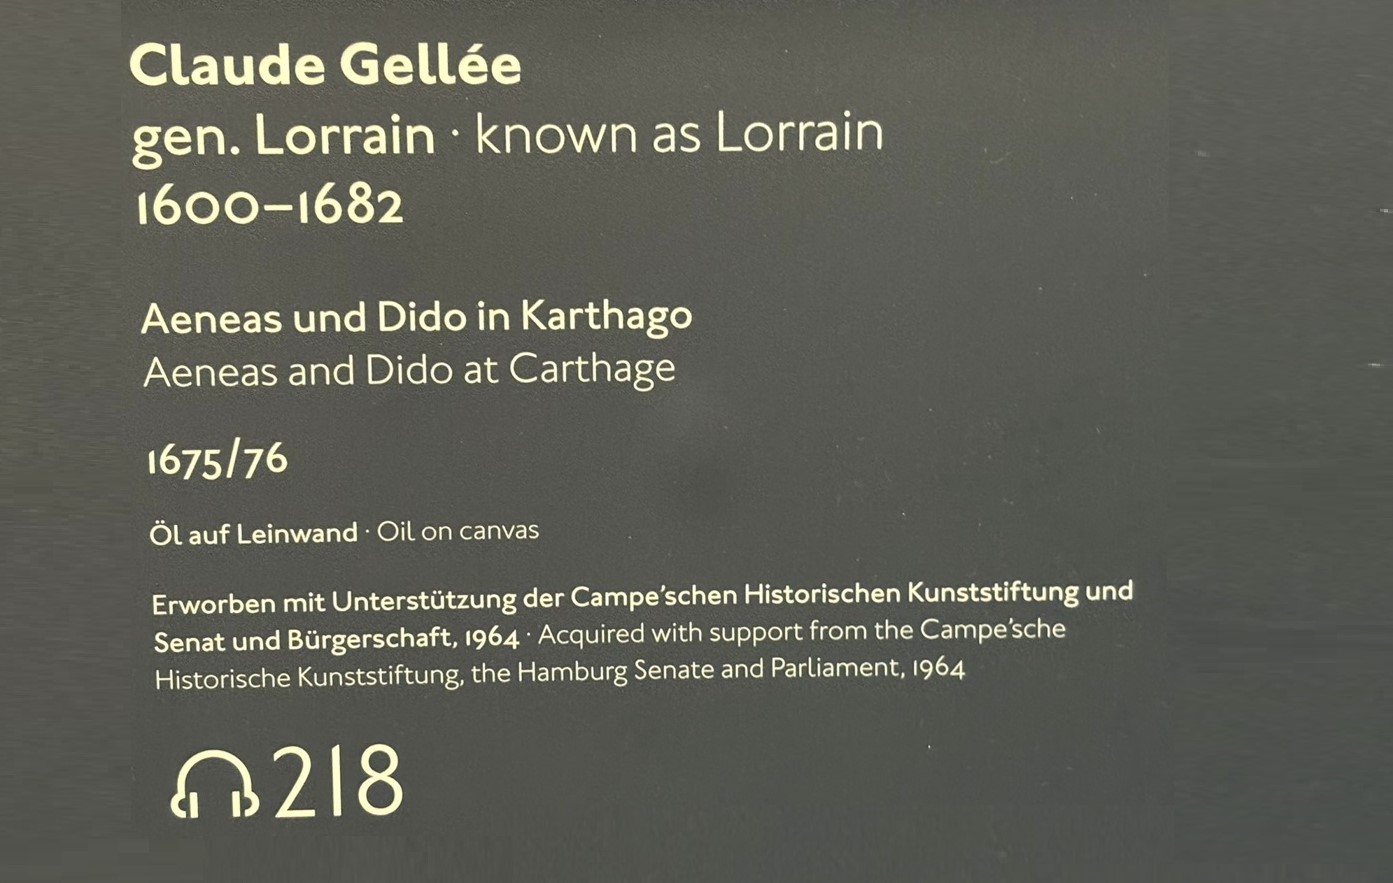 Claude Gellée
gen. Lorrain · known as Lorrain
1600–1682
Aeneas und Dido in Karthago
Aeneas and Dido at Carthage
1675/76
Öl auf Leinwand · Oil on canvas
Erworben mit Unterstützung der Campe’schen Historischen Kunststiftung und
Senat und Bürgerschaft, 1964 · Acquired with support from the Campe’sche
Historische Kunststiftung, the Hamburg Senate and Parliament, 1964
218